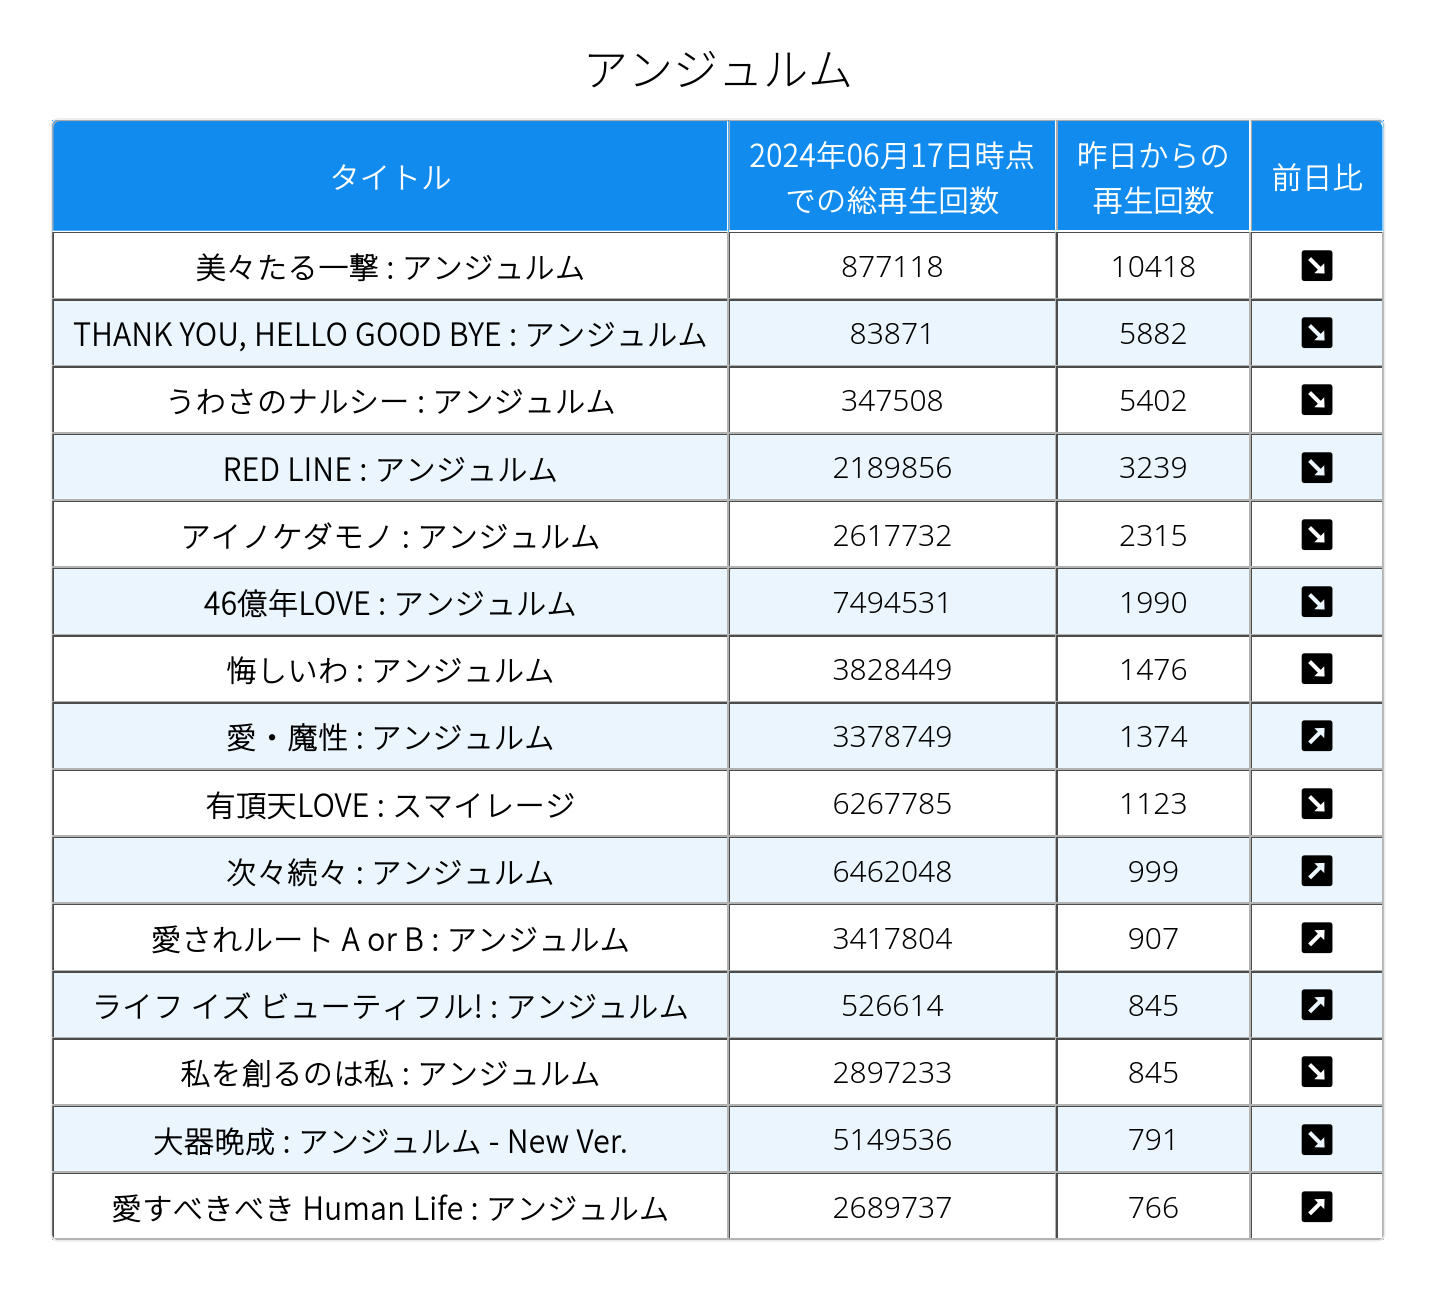 アンジュルム
タイトル 2024年06月17日時点での総再生回数 昨日からの再生回数 前日比
美々たる一撃 : アンジュルム 877118 10418 ↘
THANK YOU, HELLO GOOD BYE : アンジュルム 83871 5882 ↘
うわさのナルシー : アンジュルム 347508 5402 ↘
RED LINE : アンジュルム 2189856 3239 ↘
アイノケダモノ : アンジュルム 2617732 2315 ↘
46億年LOVE : アンジュルム 7494531 1990 ↘
悔しいわ : アンジュルム 3828449 1476 ↘
愛・魔性 : アンジュルム 3378749 1374 ↗
有頂天LOVE : スマイレージ 6267785 1123 ↘
次々続々 : アンジュルム 6462048 999 ↗
愛されルート A or B : アンジュルム 3417804 907 ↗
ライフ イズ ビューティフル! : アンジュルム 526614 845 ↗
私を創るのは私 : アンジュルム 2897233 845 ↘
大器晩成 : アンジュルム - New Ver. 5149536 791 ↘
愛すべきべき Human Life : アンジュルム 2689737 766 ↗